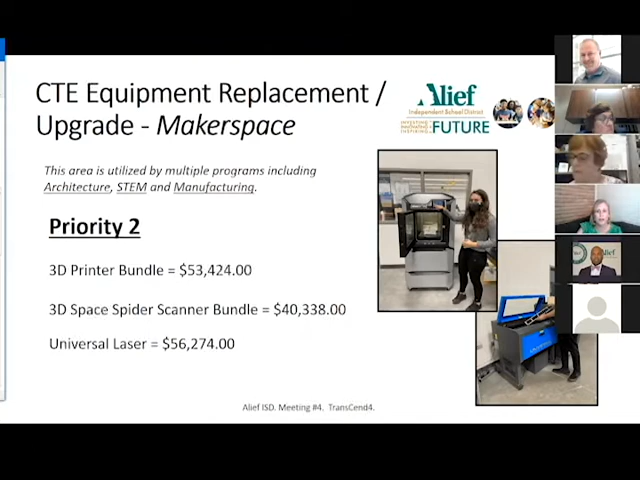 CTE Equipment Replacement /
Upgrade - Makerspace
Alief
Independent School District
INVESTING
INSPIRING
FUTURE
This area is utilized by multiple programs including
Architecture, STEM and Manufacturing.
Priority 2
3D Printer Bundle = $53,424.00
3D Space Spider Scanner Bundle = $40,338.00
Universal Laser = $56,274.00
Alief ISD. Meeting #4. TransCend4.